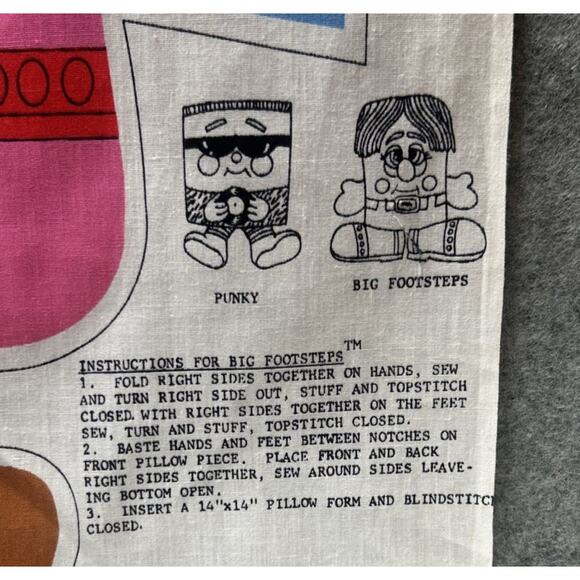 PUNKY
BIG FOOTSTEPS
INSTRUCTIONS FOR BIG FOOTSTEPS™
1. FOLD RIGHT SIDES TOGETHER ON HANDS, SEW
AND TURN RIGHT SIDE OUT, STUFF AND TOPSTITCH
CLOSED. WITH RIGHT SIDES TOGETHER ON THE FEET
SEW, TURN AND STUFF, TOPSTITCH CLOSED.
2. BASTE HANDS AND FEET BETWEEN NOTCHES ON
FRONT PILLOW PIECE. PLACE FRONT AND BACK
RIGHT SIDES TOGETHER, SEW AROUND SIDES LEAVE-
ING BOTTOM OPEN.
3. INSERT A 14"x14" PILLOW FORM AND BLINDSTITC
CLOSED.